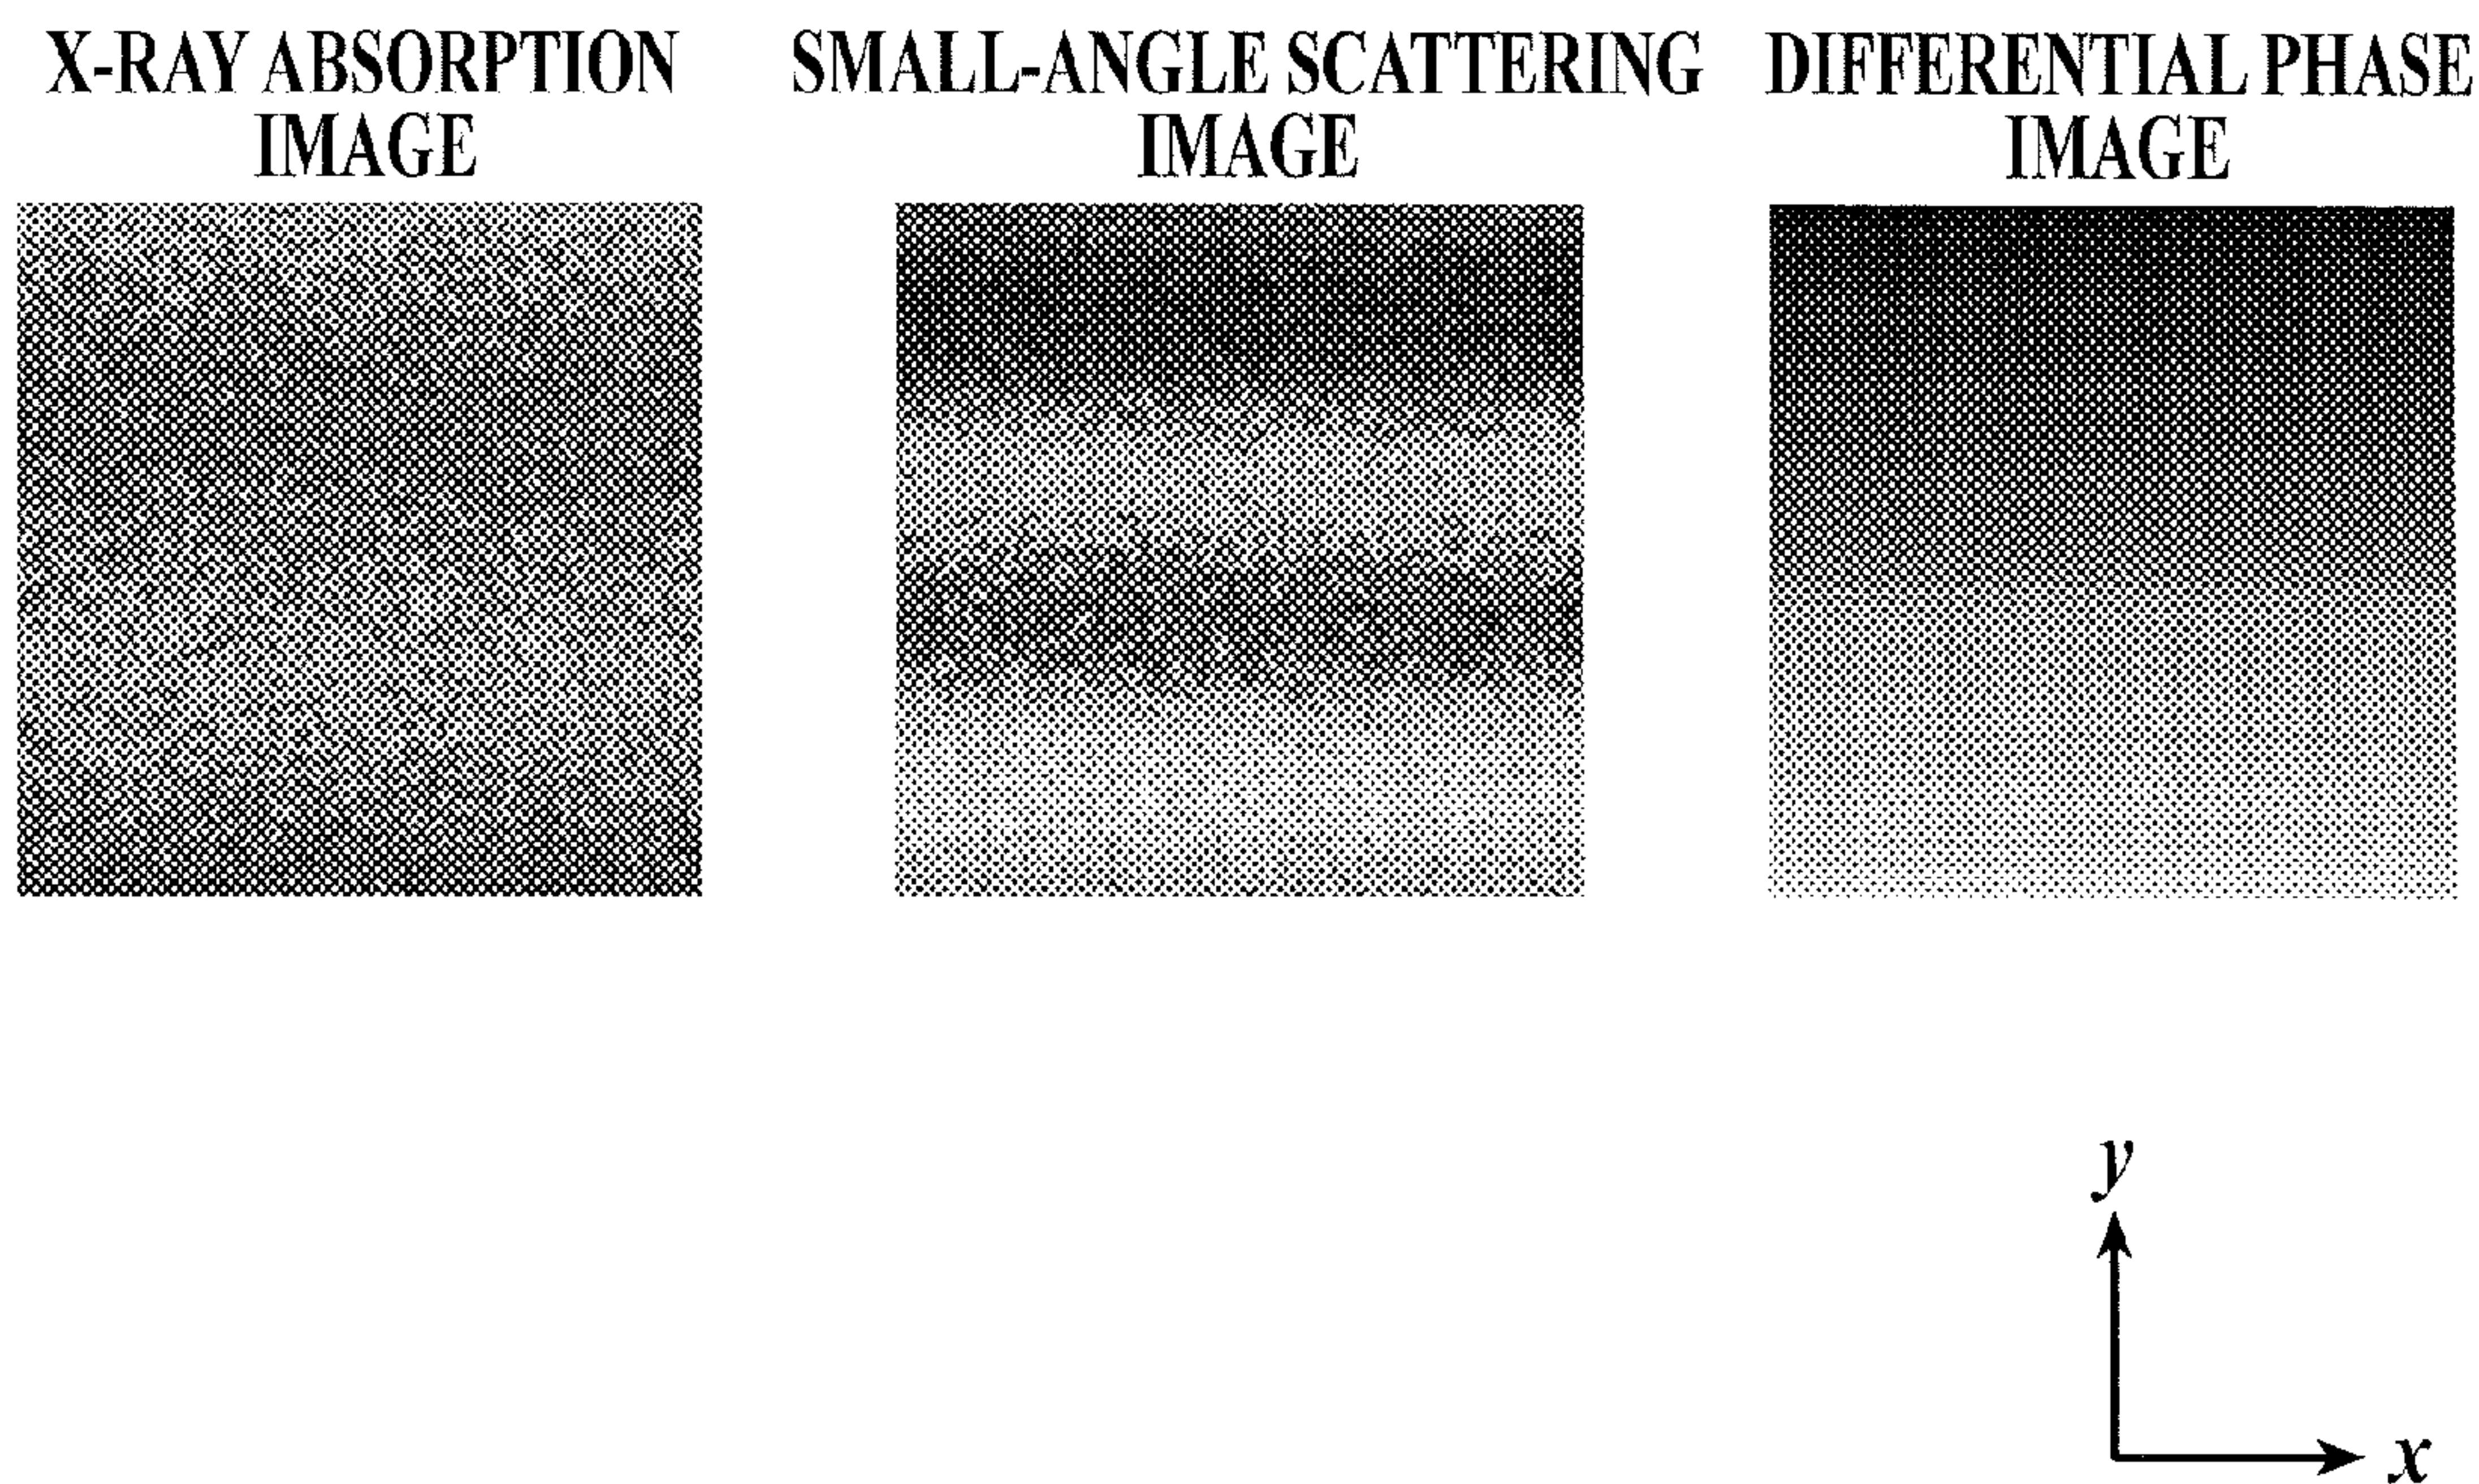 X-RAY ABSORPTION
IMAGE
SMALL-ANGLE SCATTERING
IMAGE
DIFFERENTIAL PHASE
IMAGE
y
x